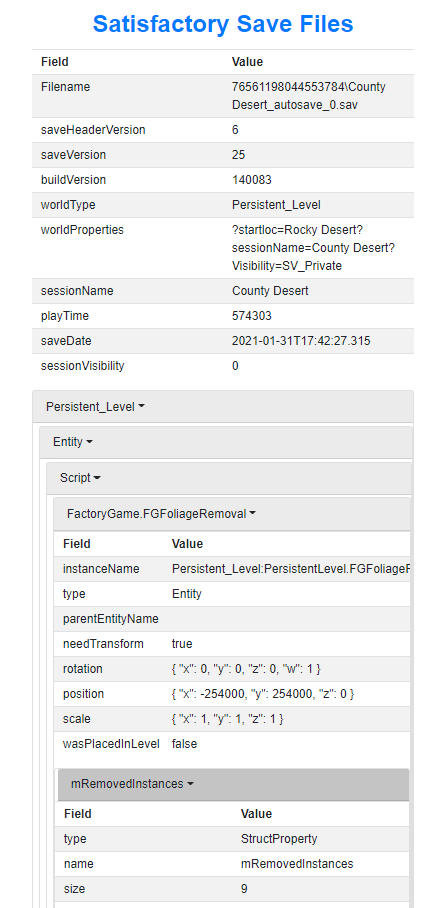 Satisfactory Save Files
Field Value
Filename 76561198044553784\County
Desert_autosave_0.sav
saveHeaderVersion 6
saveVersion 25
buildVersion 140083
worldType Persistent_Level
worldProperties ?startloc=Rocky Desert?
sessionName=County Desert?
Visibility=SV_Private
sessionName County Desert
playTime 574303
saveDate 2021-01-31T17:42:27.315
sessionVisibility 0
Persistent_Level
Entity
Script
FactoryGame.FGFoliageRemoval
Field Value
instanceName Persistent_Level:PersistentLevel.FGFoliageF
type Entity
parentEntityName
needTransform true
rotation { "x": 0, "y": 0, "z": 0, "w": 1 }
position { "x": -254000, "y": 254000, "z": 0 }
scale { "x": 1, "y": 1, "z": 1 }
wasPlacedInLevel false
mRemovedInstances
Field Value
type StructProperty
name mRemovedInstances
size 9